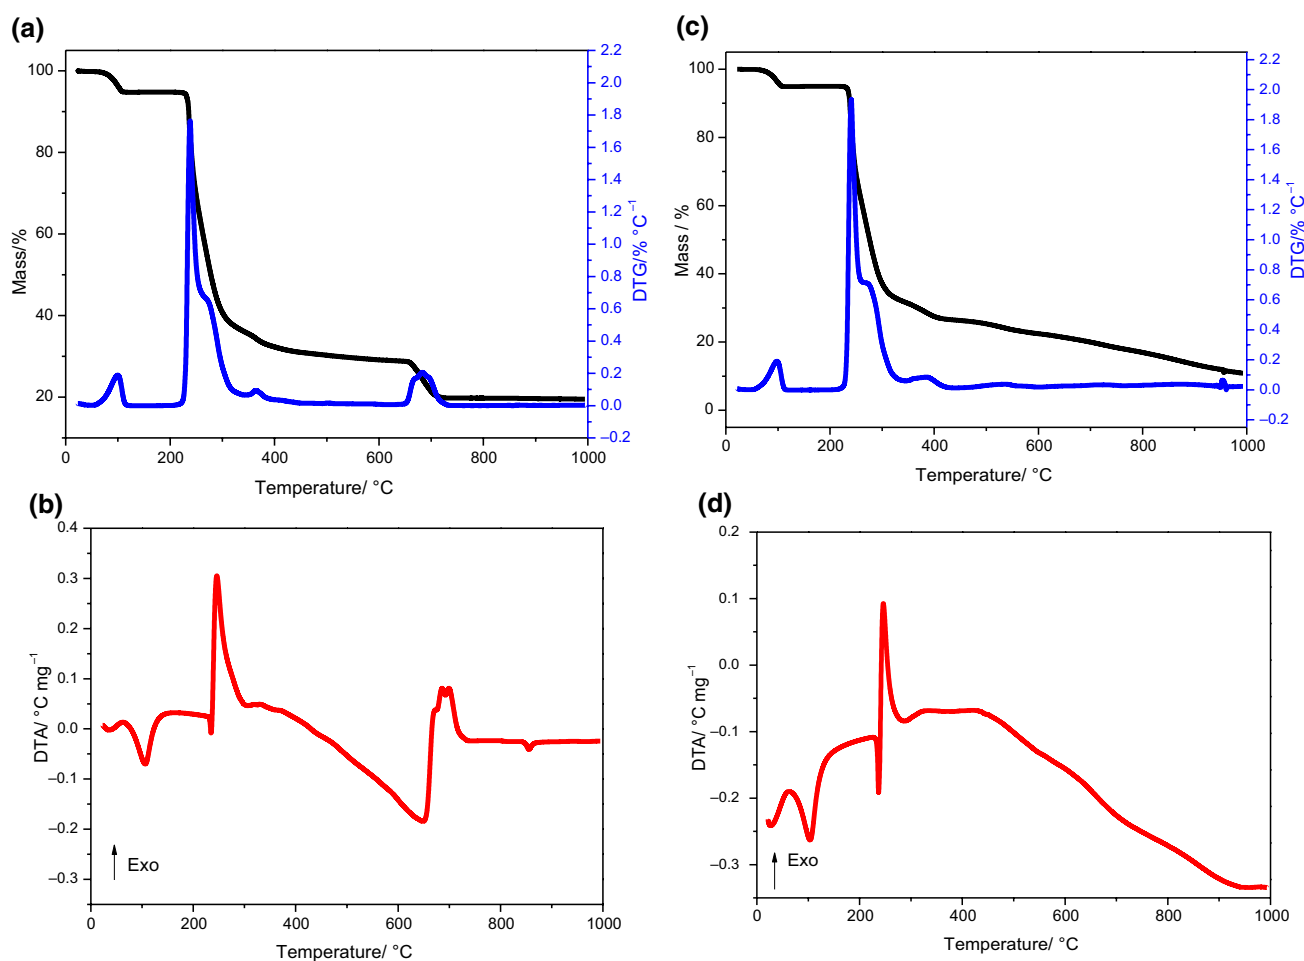 (a)
100
80
60
40
20
Mass/%
2.2
2.0
1.8
1.6
1.4
1.2
1.0
0.8
0.6
0.4
0.2
0.0
–0.2
DTG/% °C⁻¹
0 200 400 600 800 1000
Temperature/ °C
(c)
100
80
60
40
20
0
Mass / %
2.2
2.0
1.8
1.6
1.4
1.2
1.0
0.8
0.6
0.4
0.2
0.0
–0.2
DTG/% °C⁻¹
0 200 400 600 800 1000
Temperature/ °C
(b)
0.4
0.3
0.2
0.1
0.0
–0.1
–0.2
–0.3
DTA/ °C mg⁻¹
Exo
0 200 400 600 800 1000
Temperature/ °C
(d)
0.2
0.1
0.0
–0.1
–0.2
–0.3
DTA/ °C mg⁻¹
Exo
0 200 400 600 800 1000
Temperature/ °C